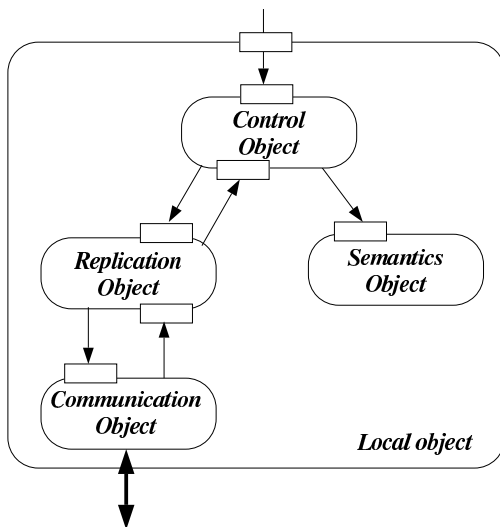 Control
Object
Replication
Object
Semantics
Object
Communication
Object
Local object